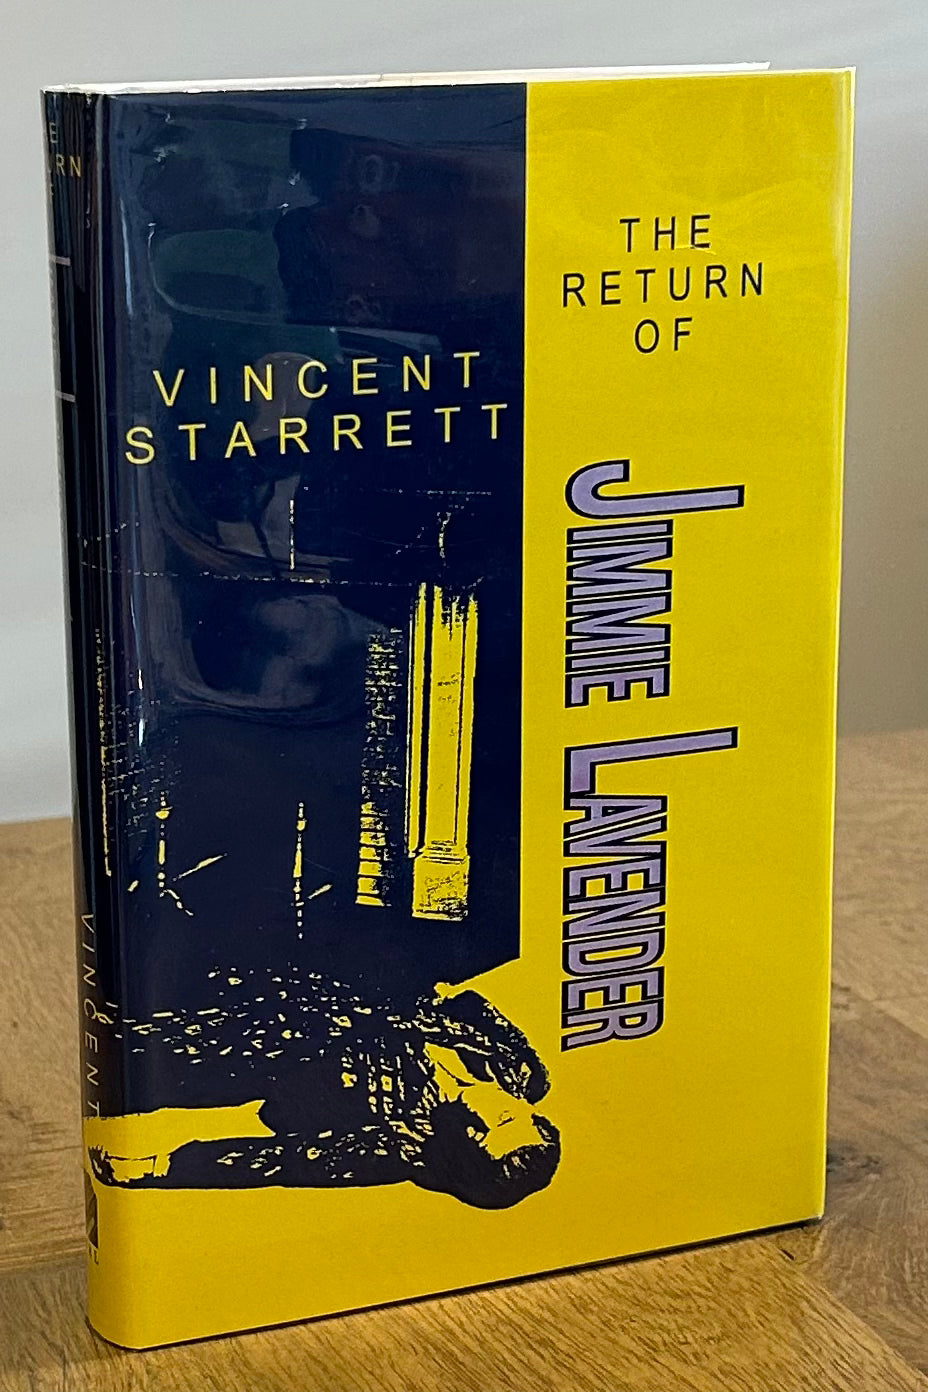 VINCENT
STARRETT
THE
RETURN
OF
JIMMIE LAVENDER
VINCENT